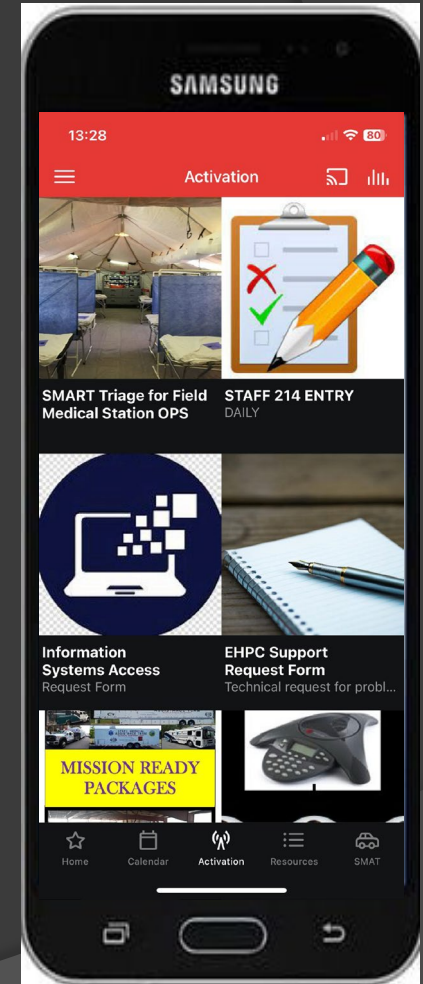 SAMSUNG
13:28
80
Activation
SMART Triage for Field
Medical Station OPS
STAFF 214 ENTRY
DAILY
Information
Systems Access
Request Form
EHPC Support
Request Form
Technical request for probl...
MISSION READY
PACKAGES
Home
Calendar
Activation
Resources
SMAT